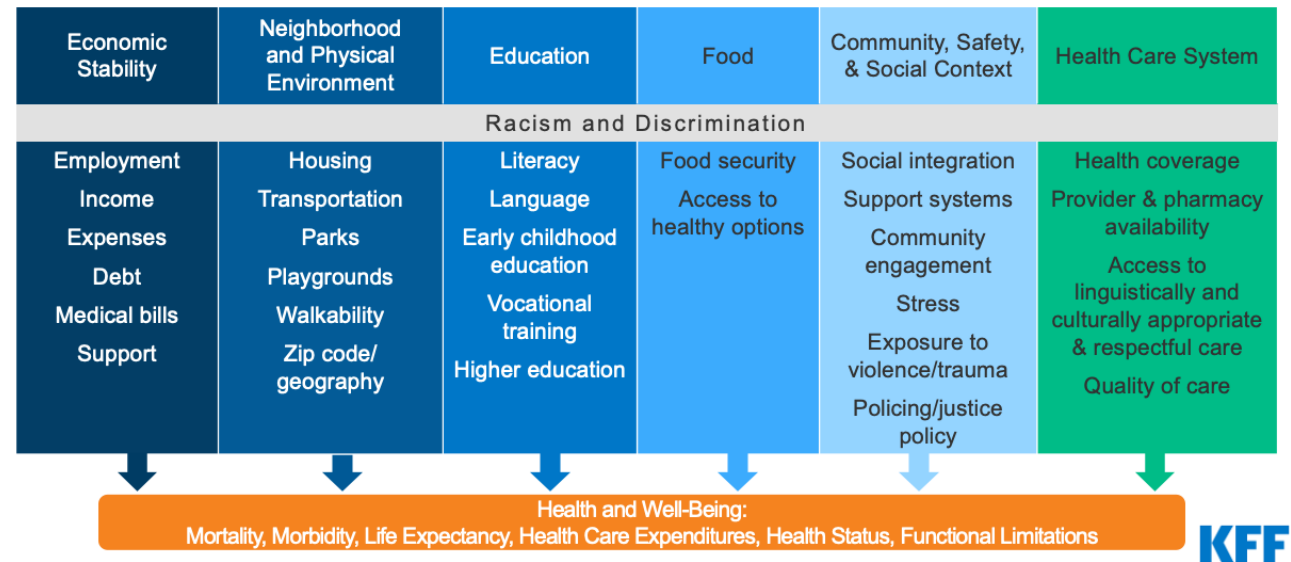 Economic
Stability
Neighborhood
and Physical
Environment
Education
Food
Community, Safety,
& Social Context
Health Care System
Racism and Discrimination
Employment
Income
Expenses
Debt
Medical bills
Support
Housing
Transportation
Parks
Playgrounds
Walkability
Zip code/
geography
Literacy
Language
Early childhood
education
Vocational
training
Higher education
Food security
Access to
healthy options
Social integration
Support systems
Community
engagement
Stress
Exposure to
violence/trauma
Policing/justice
policy
Health coverage
Provider & pharmacy
availability
Access to
linguistically and
culturally appropriate
& respectful care
Quality of care
Health and Well-Being:
Mortality, Morbidity, Life Expectancy, Health Care Expenditures, Health Status, Functional Limitations
KFF